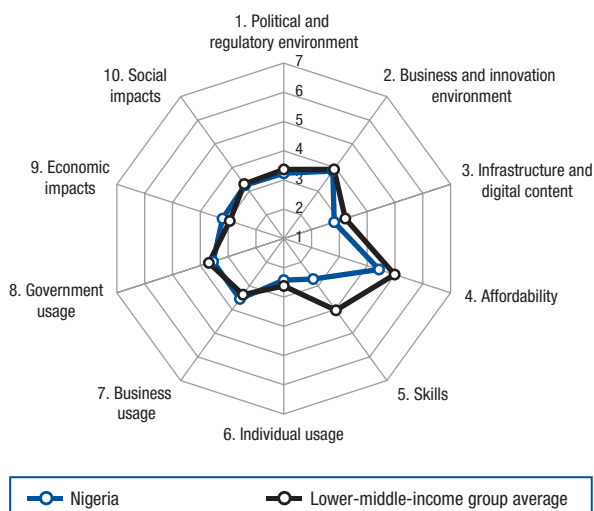 1. Political and
regulatory environment
2. Business and innovation
environment
3. Infrastructure and
digital content
4. Affordability
5. Skills
6. Individual usage
7. Business
usage
8. Government
usage
9. Economic
impacts
10. Social
impacts
7
6
5
4
3
2
1
Nigeria
Lower-middle-income group average